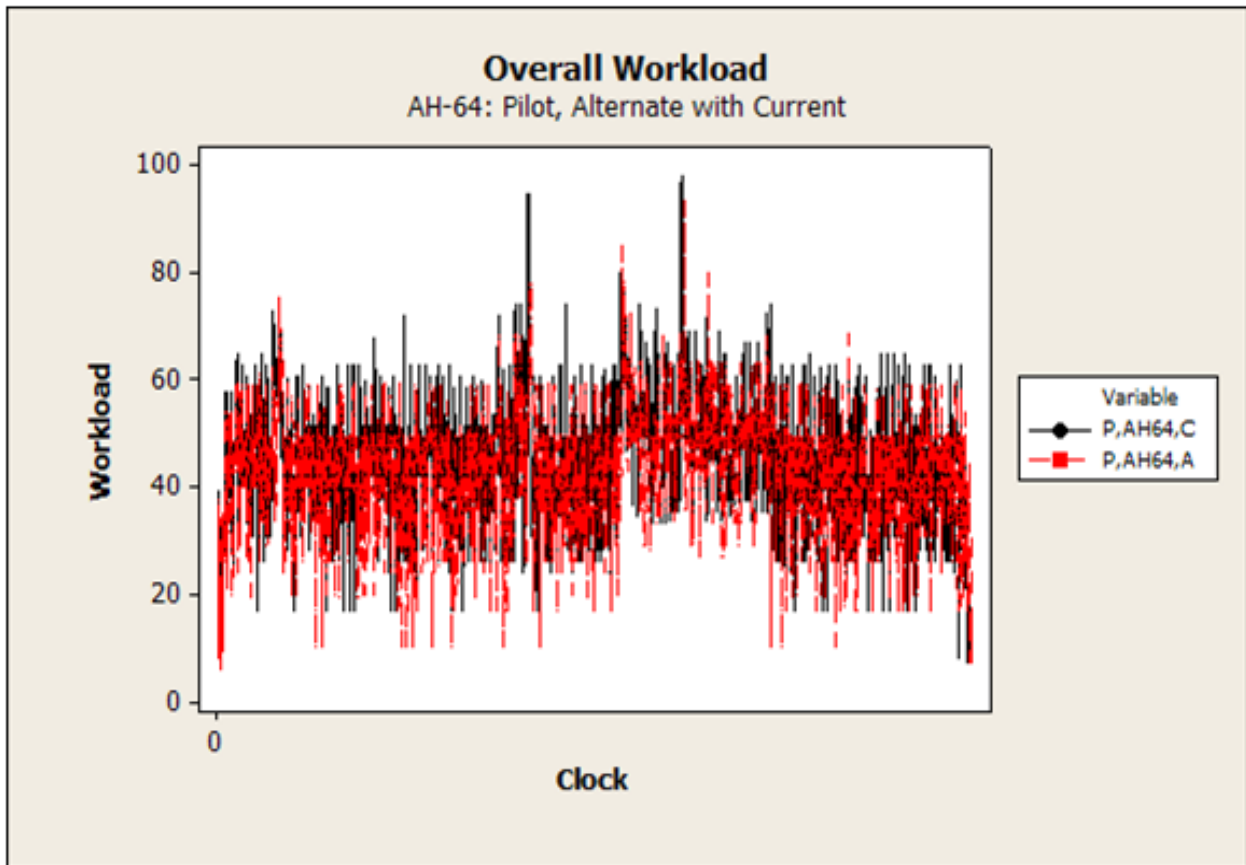 Overall Workload
AH-64: Pilot, Alternate with Current
100
80
60
40
20
0
Workload
0
Clock
Variable
P,AH64,C
P,AH64,A